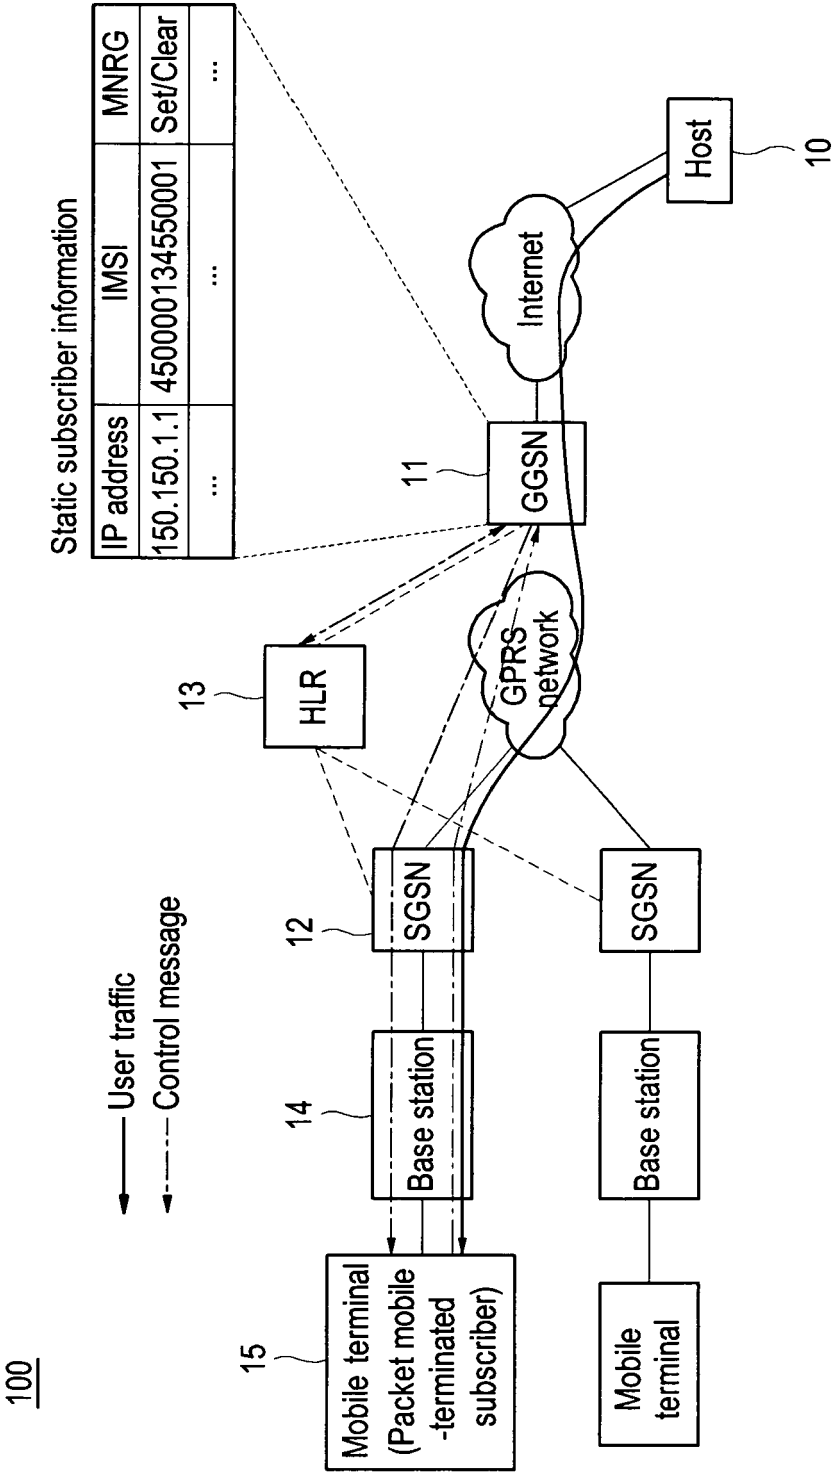 100
User traffic
Control message
Static subscriber information
IP address IMSI MNRG
150.150.1.1 450000134550001 Set/Clear
... ... ...
15
Mobile terminal
(Packet mobile
-terminated
subscriber)
14
Base station
12
SGSN
13
HLR
GPRS
network
11
GGSN
Internet
Host
10
Mobile
terminal
Base station
SGSN